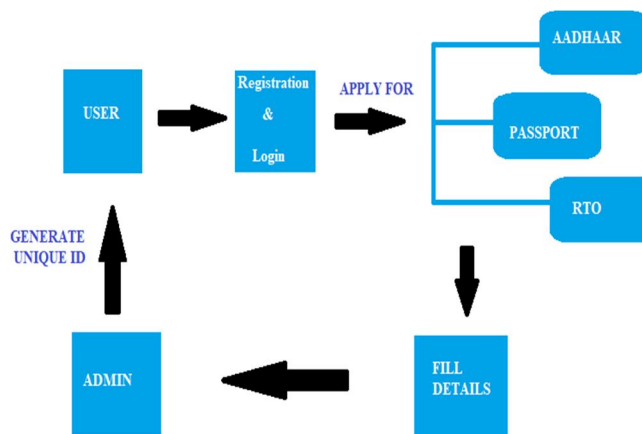 AADHAAR
Registration
&
Login
APPLY FOR
USER
PASSPORT
RTO
GENERATE
UNIQUE ID
ADMIN
FILL
DETAILS